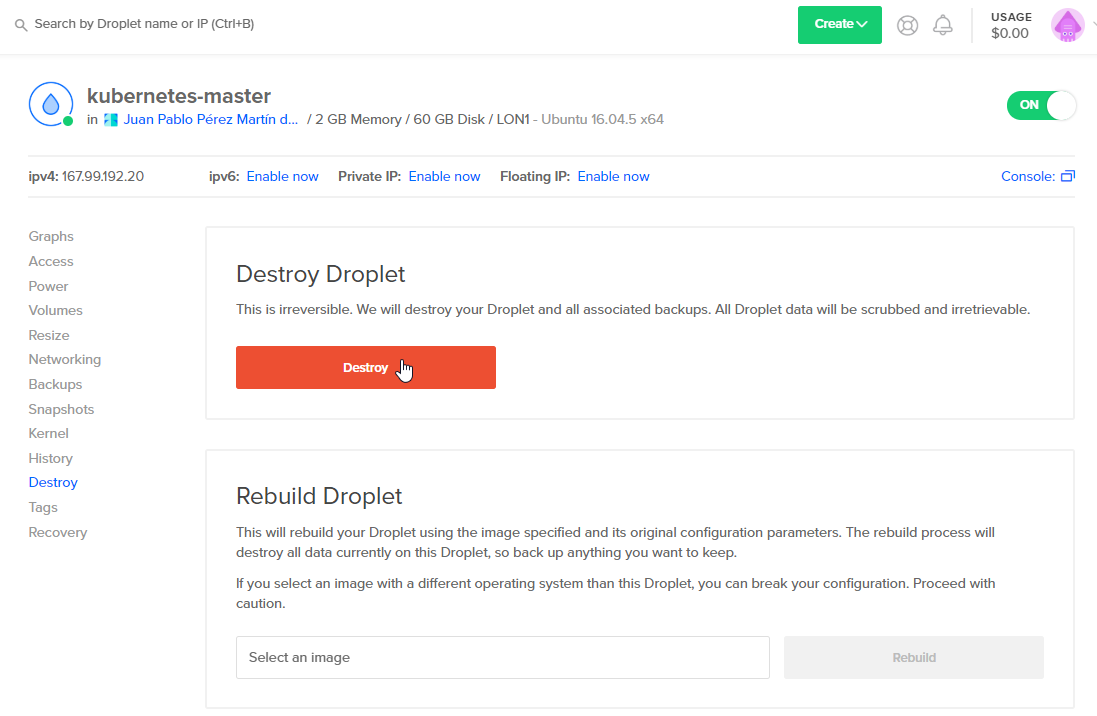 Search by Droplet name or IP (Ctrl+B)
Create
USAGE
$0.00
kubernetes-master
in Juan Pablo Pérez Martín d... / 2 GB Memory / 60 GB Disk / LON1 - Ubuntu 16.04.5 x64
ON
ipv4: 167.99.192.20 ipv6: Enable now Private IP: Enable now Floating IP: Enable now Console:
Graphs
Access
Power
Volumes
Resize
Networking
Backups
Snapshots
Kernel
History
Destroy
Tags
Recovery
Destroy Droplet
This is irreversible. We will destroy your Droplet and all associated backups. All Droplet data will be scrubbed and irretrievable.
Destroy
Rebuild Droplet
This will rebuild your Droplet using the image specified and its original configuration parameters. The rebuild process will
destroy all data currently on this Droplet, so back up anything you want to keep.
If you select an image with a different operating system than this Droplet, you can break your configuration. Proceed with
caution.
Select an image
Rebuild